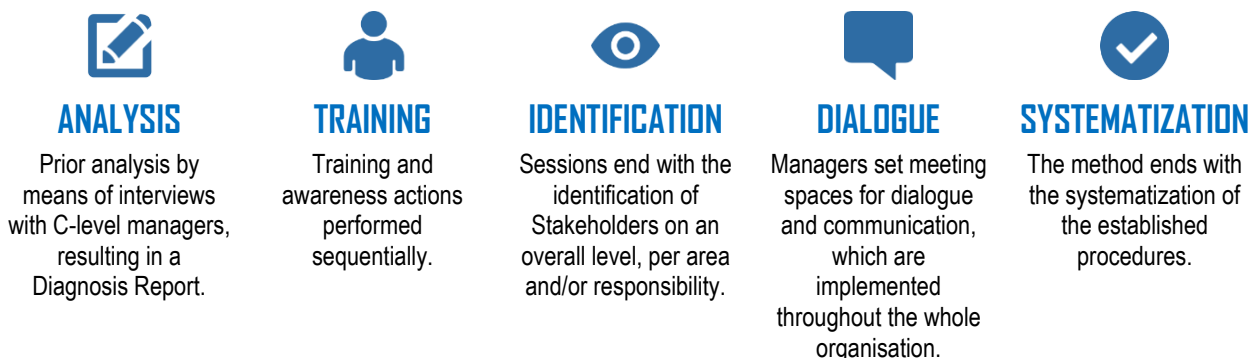 ANALYSIS
Prior analysis by
means of interviews
with C-level managers,
resulting in a
Diagnosis Report.
TRAINING
Training and
awareness actions
performed
sequentially.
IDENTIFICATION
Sessions end with the
identification of
Stakeholders on an
overall level, per area
and/or responsibility.
DIALOGUE
Managers set meeting
spaces for dialogue
and communication,
which are
implemented
throughout the whole
organisation.
SYSTEMATIZATION
The method ends with
the systematization of
the established
procedures.